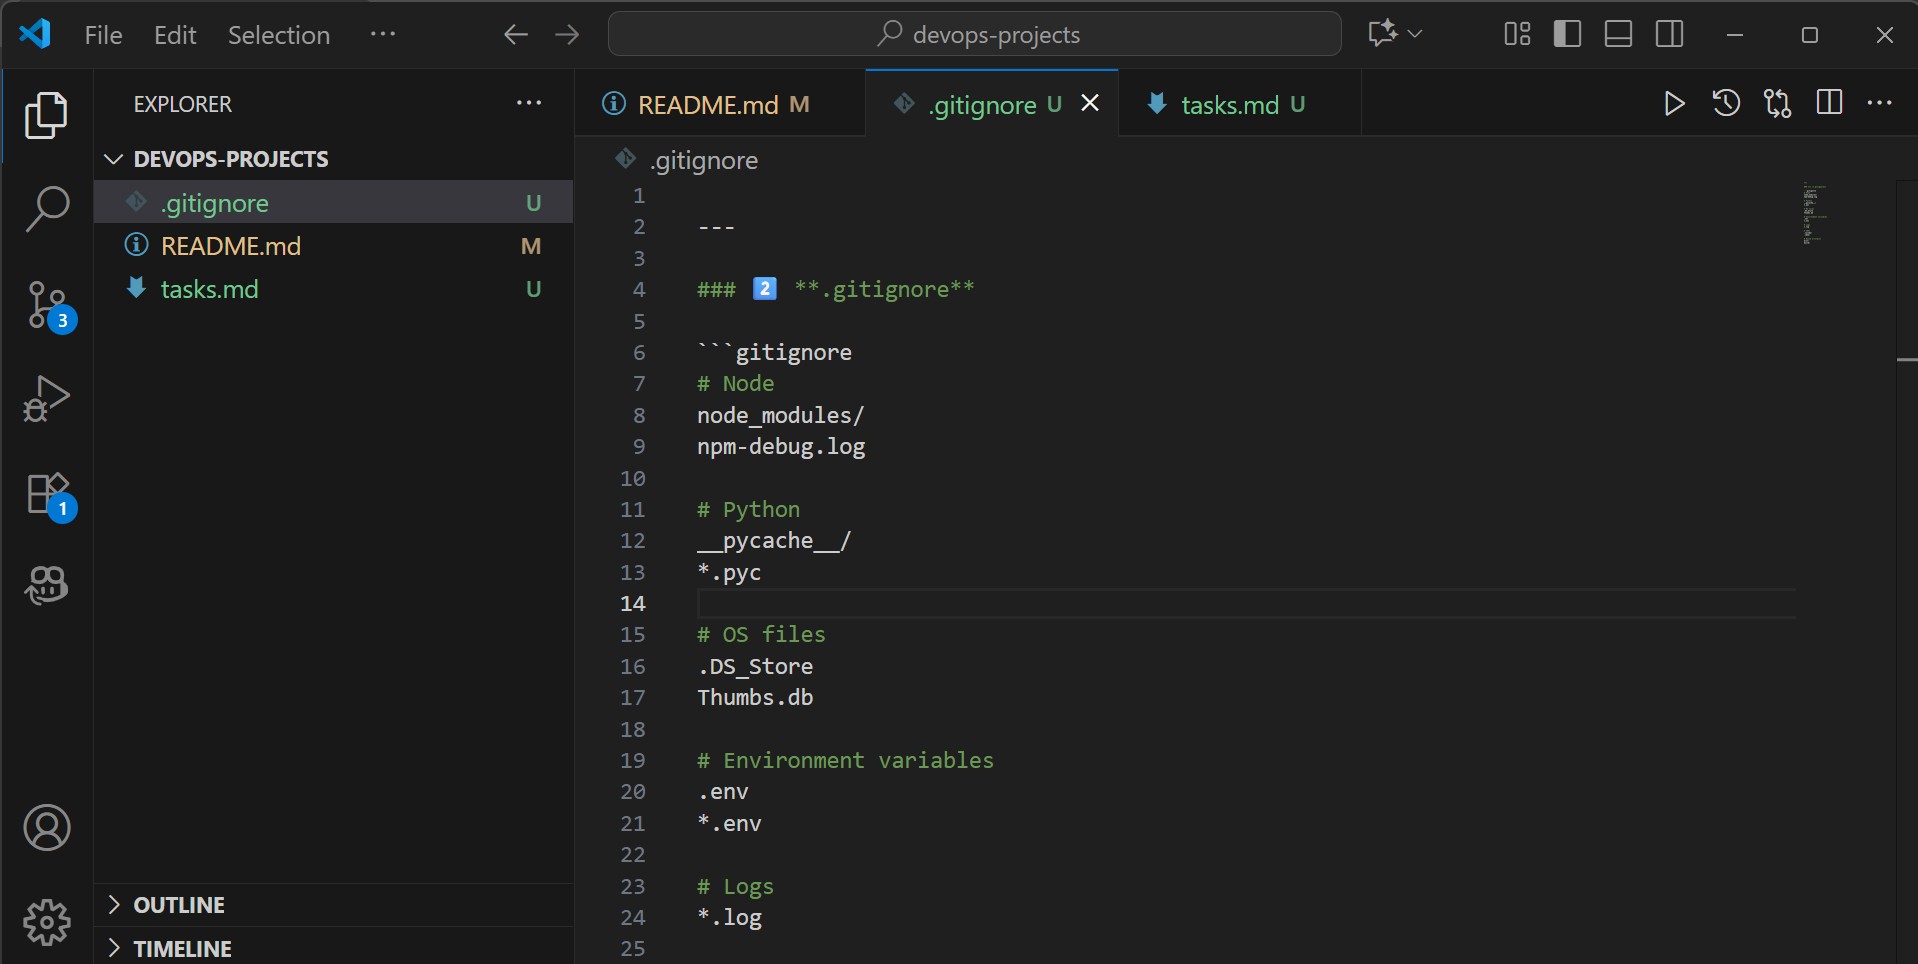 File Edit Selection ··· devops-projects
EXPLORER ···
DEVOPS-PROJECTS
.gitignore U
README.md M
tasks.md U
3
1
OUTLINE
TIMELINE
README.md M .gitignore U tasks.md U
.gitignore
1
2 ---
3
4 ### 2️⃣ **.gitignore**
5
6 ```gitignore
7 # Node
8 node_modules/
9 npm-debug.log
10
11 # Python
12 __pycache__/
13 *.pyc
14
15 # OS files
16 .DS_Store
17 Thumbs.db
18
19 # Environment variables
20 .env
21 *.env
22
23 # Logs
24 *.log
25